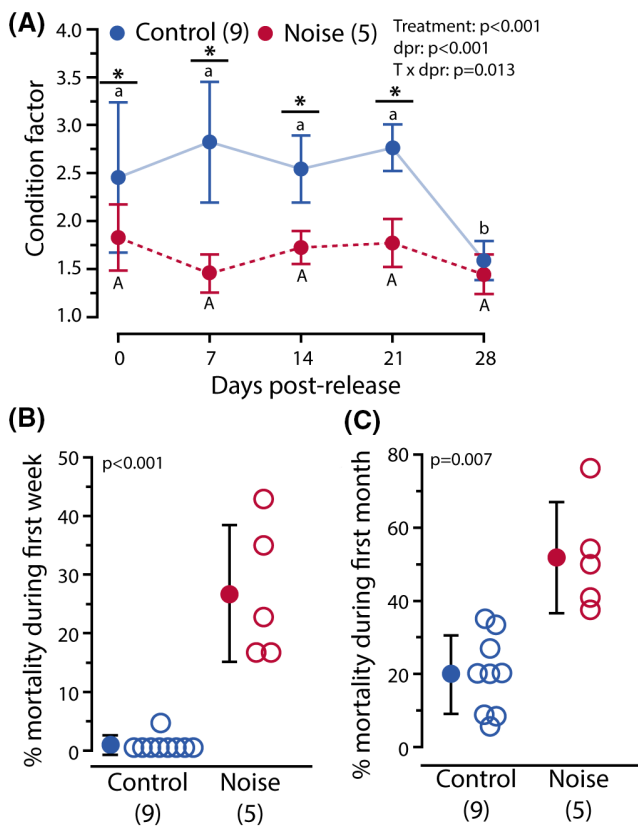 (A)
Control (9) Noise (5)
Treatment: p<0.001
dpr: p<0.001
T x dpr: p=0.013
Condition factor
4.0
3.5
3.0
2.5
2.0
1.5
1.0
* * * *
a a a a b
A A A A A
0 7 14 21 28
Days post-release
(B)
p<0.001
% mortality during first week
50
40
30
20
10
0
Control Noise
(9) (5)
(C)
p=0.007
% mortality during first month
80
60
40
20
0
Control Noise
(9) (5)